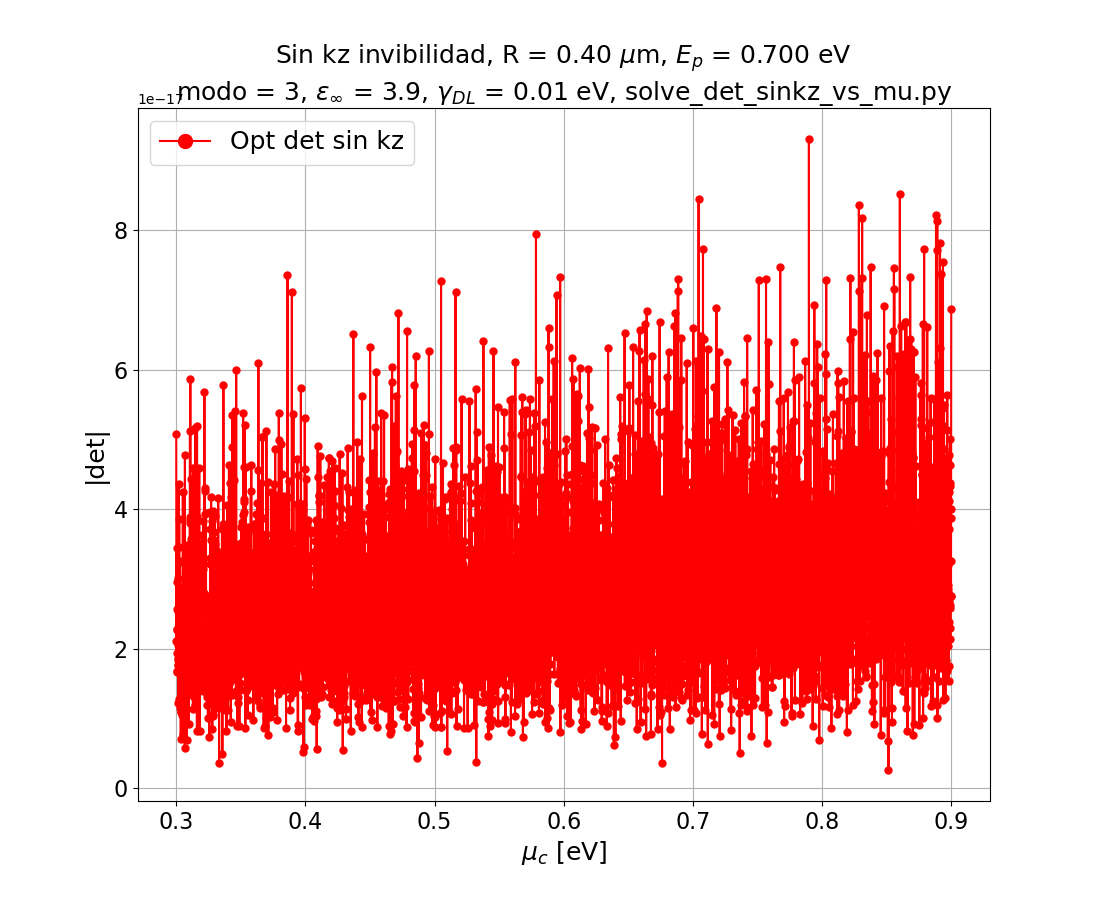 Sin kz invibilidad, R = 0.40 μm, E_p = 0.700 eV
modo = 3, ε_∞ = 3.9, γ_DL = 0.01 eV, solve_det_sinkz_vs_mu.py
1e−17
Opt det sin kz
8
6
4
2
0
|det|
0.3 0.4 0.5 0.6 0.7 0.8 0.9
μ_c [eV]